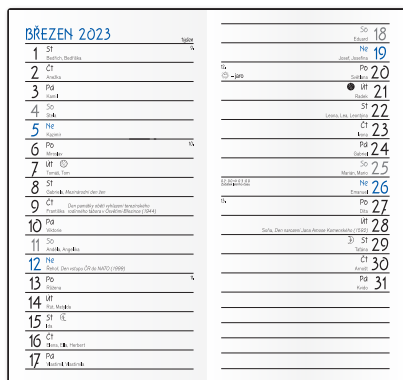 BŘEZEN 2023
Týden
1 St 9.
Bedřich, Bedřiška
2 Čt
Anežka
3 Pá
Kamil
4 So
Stela
5 Ne
Kazimír
6 Po 10.
Miroslav
7 Út
Tomáš, Tom
8 St
Gabriela, Mezinárodní den žen
9 Čt Den památky obětí vyhlazení terezínského
Františka rodinného tábora v Osvětimi-Březince (1944)
10 Pá
Viktorie
11 So
Anděla, Angelika
12 Ne
Řehoř, Den vstupu ČR do NATO (1999)
13 Po
Růžena
14 Út
Rút, Matylda
15 St
Ida
16 Čt
Elena, Ella, Herbert
17 Pá
Vlastimil, Vlastimila
So 18
Eduard
Ne 19
Josef, Josefína
12. Po 20
– jaro Světlana
Út 21
Radek
St 22
Leona, Lea, Leontýna
Čt 23
Ivona
Pá 24
Gabriel
So 25
Marián, Mario
Ne 26
Emanuel
13. Po 27
Dita
Út 28
Soňa, Den narození Jana Ámose Komenského (1592)
St 29
Taťána
Čt 30
Arnošt
Pá 31
Kvido